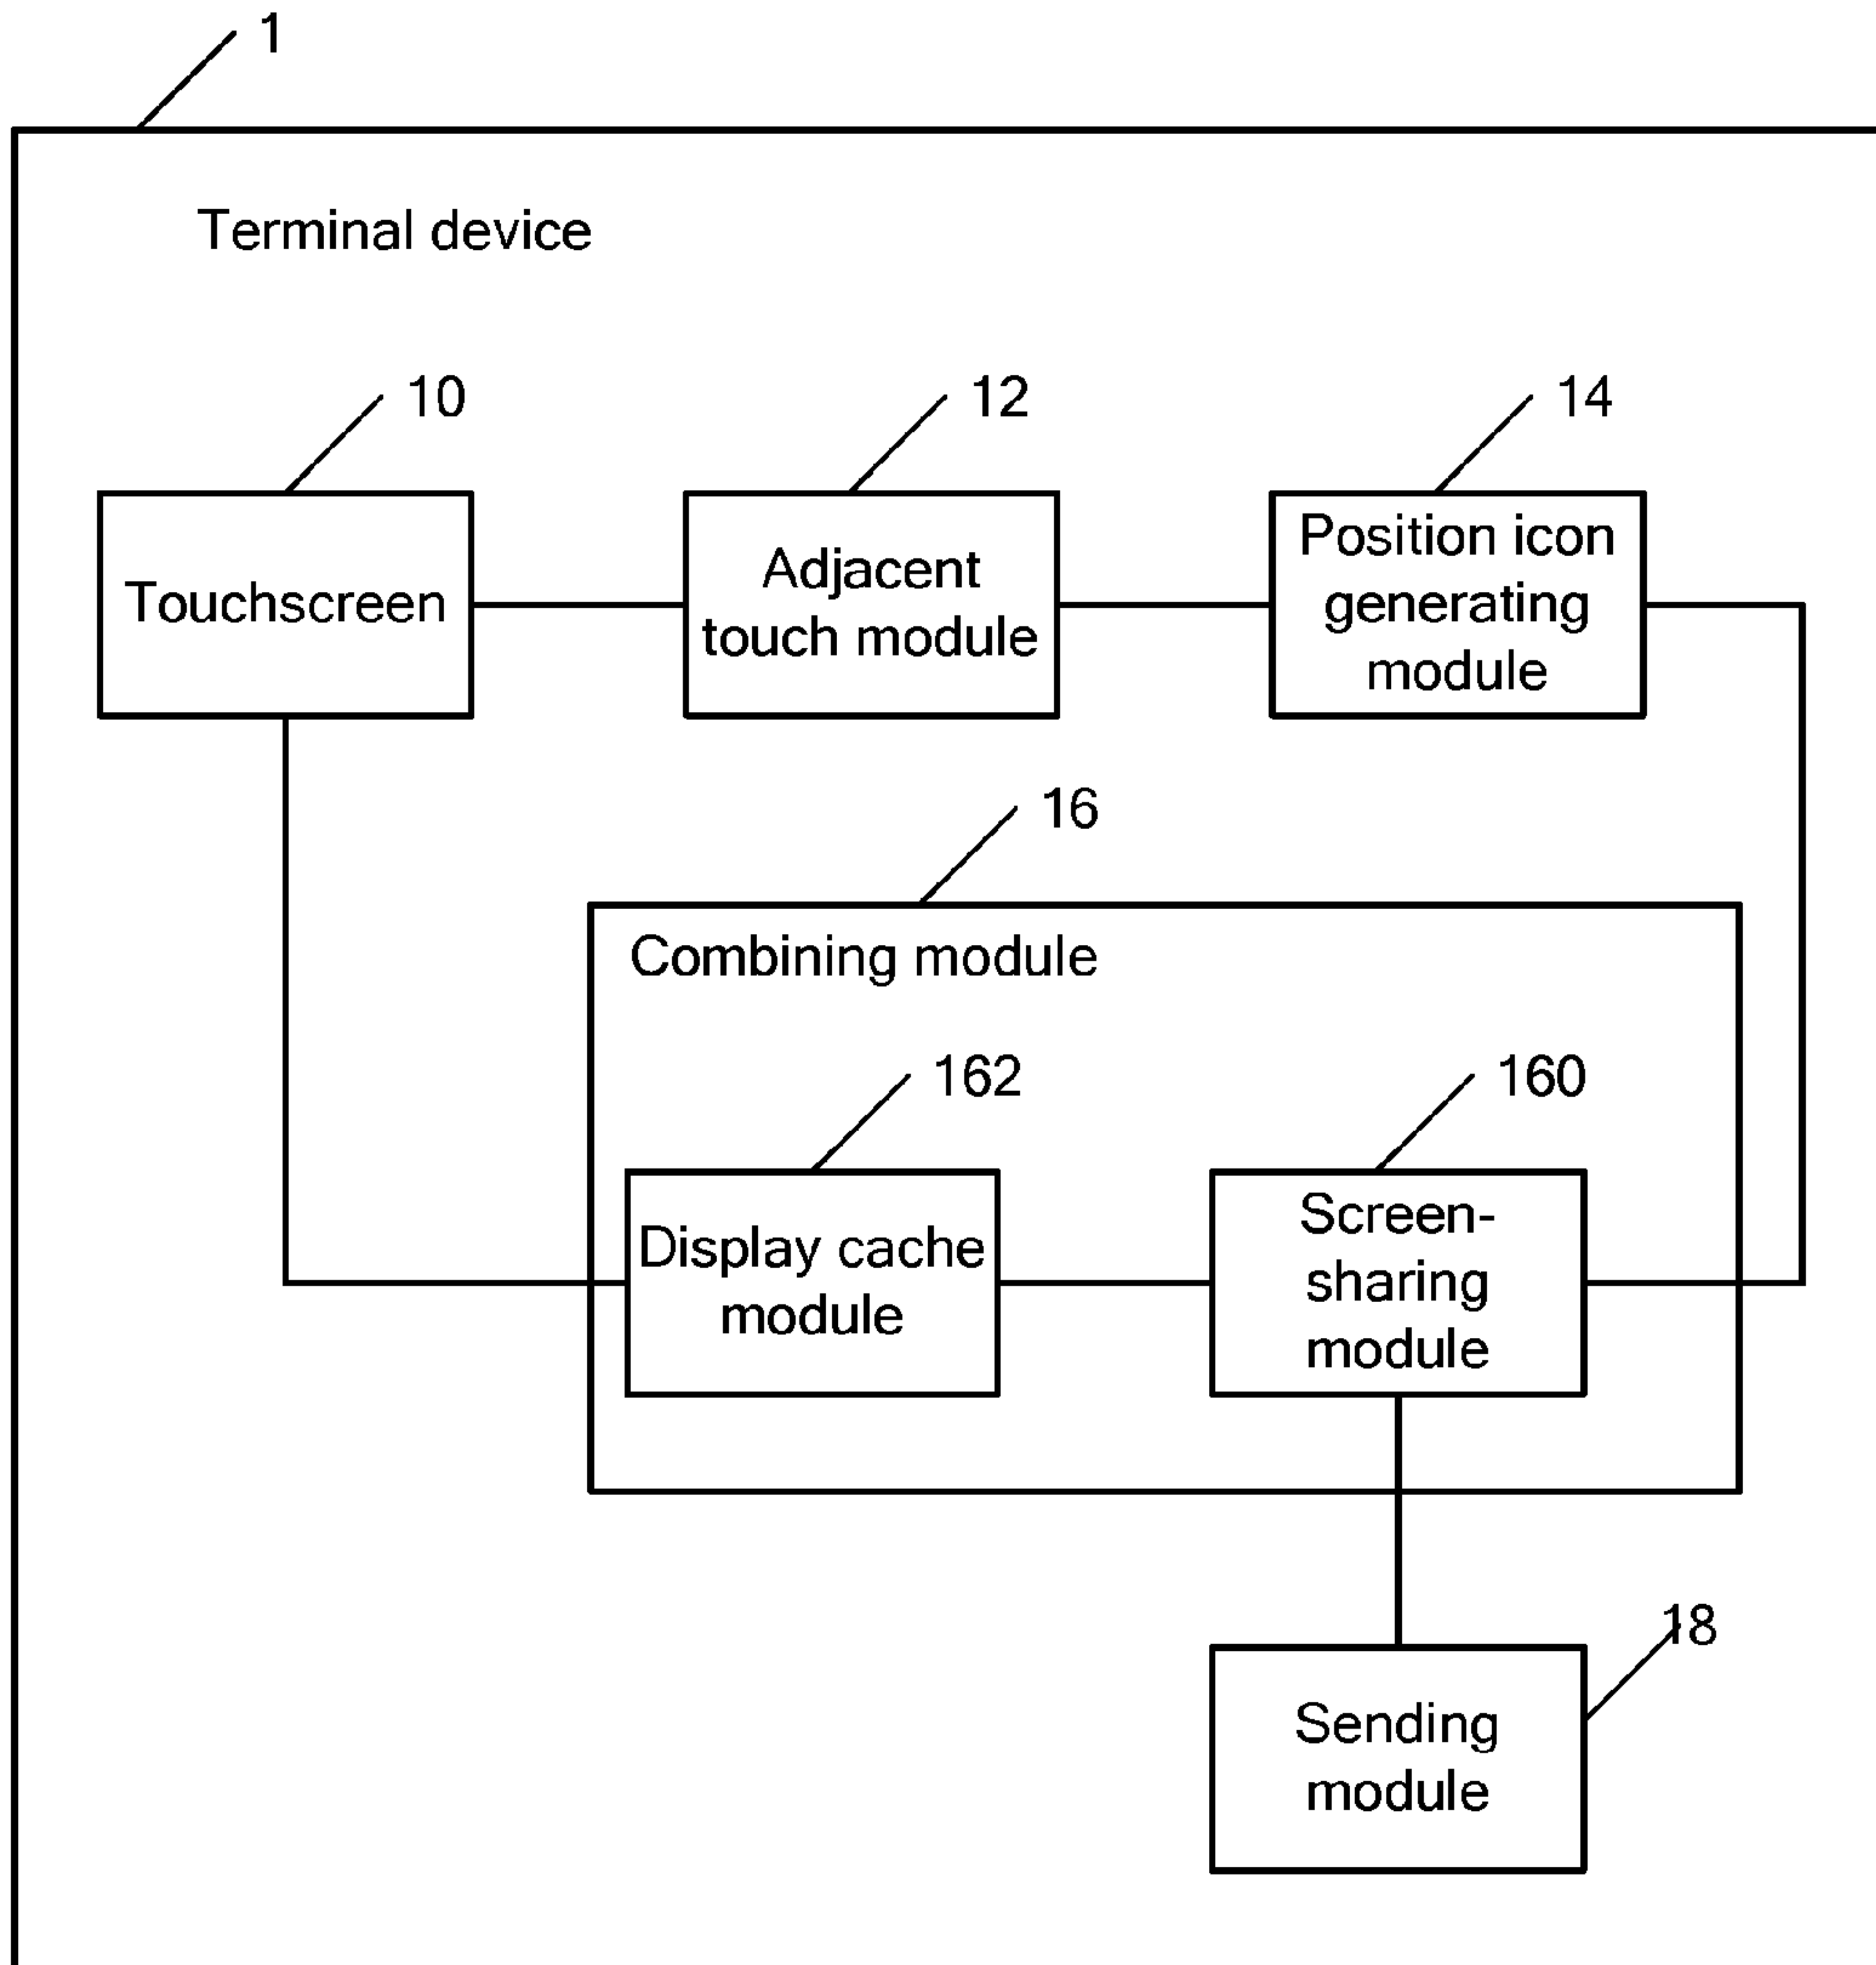 1
Terminal device
10
12
14
Touchscreen
Adjacent
touch module
Position icon
generating
module
16
Combining module
162
160
Display cache
module
Screen-
sharing
module
18
Sending
module